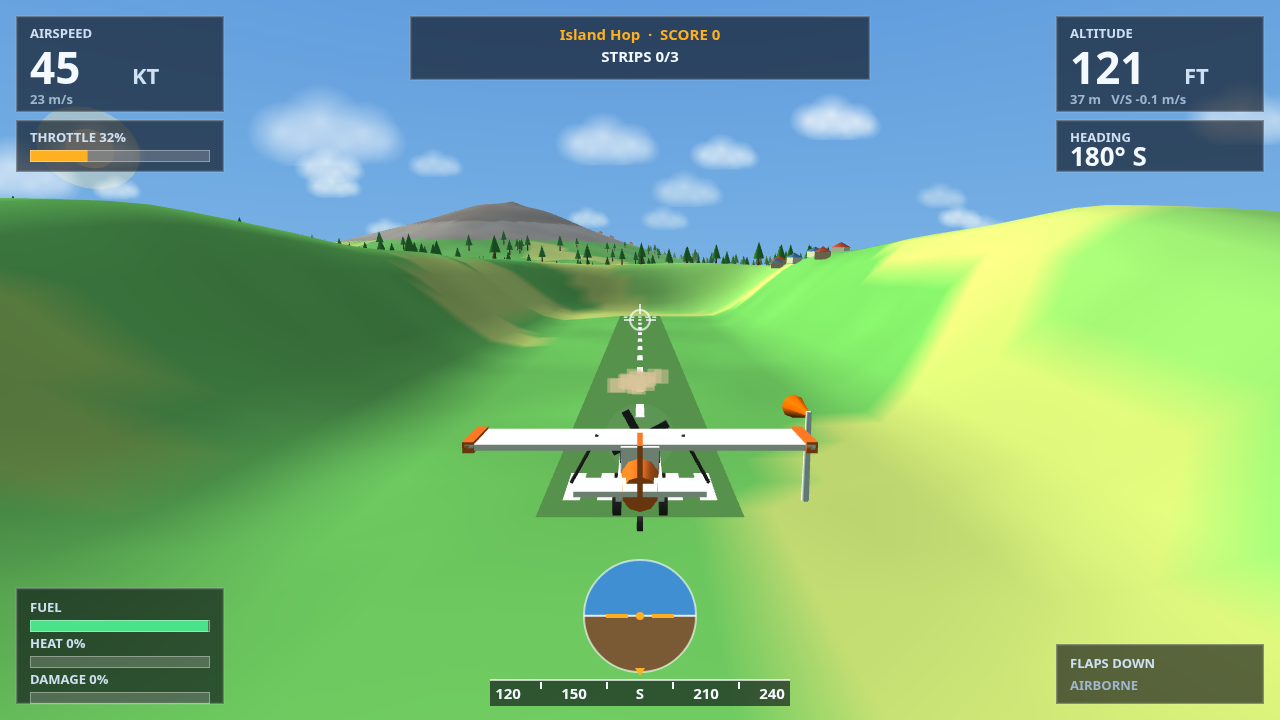 AIRSPEED
45 KT
23 m/s
THROTTLE 32%
Island Hop · SCORE 0
STRIPS 0/3
ALTITUDE
121 FT
37 m V/S -0.1 m/s
HEADING
180° S
FUEL
HEAT 0%
DAMAGE 0%
120 150 S 210 240
FLAPS DOWN
AIRBORNE